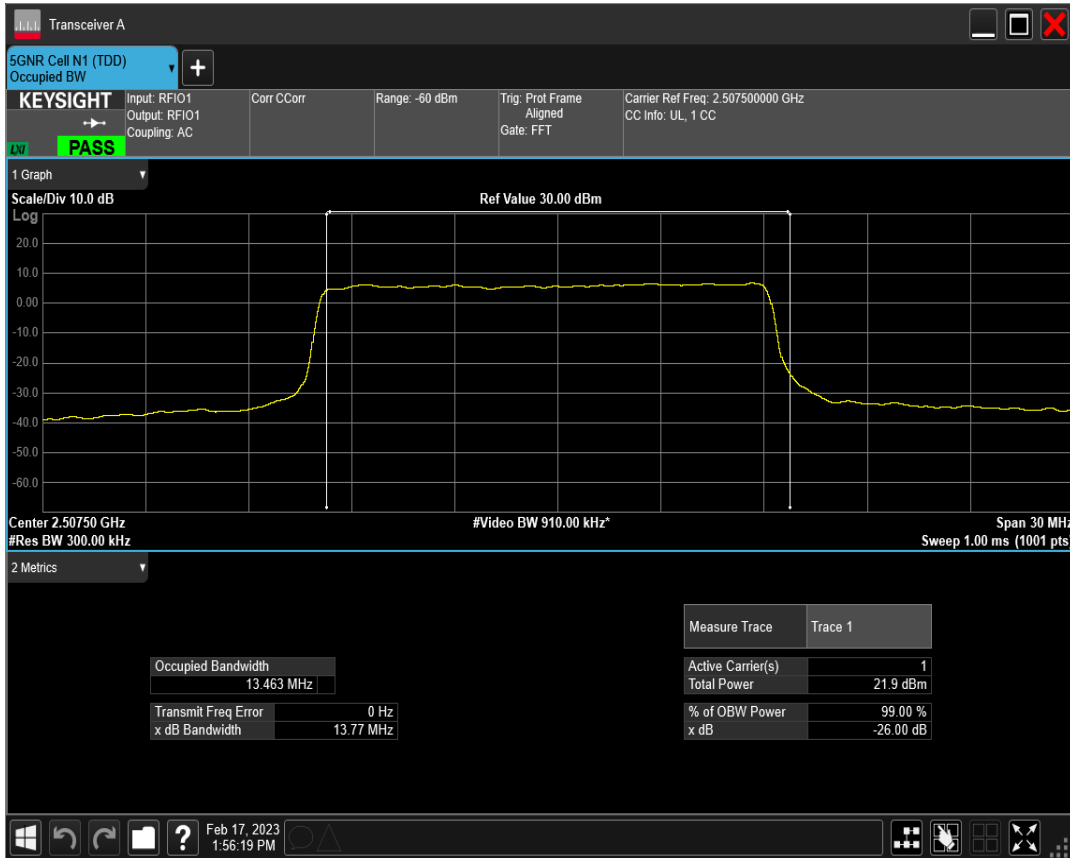 Transceiver A
5GNR Cell N1 (TDD)
Occupied BW
+
KEYSIGHT
LXI
PASS
Input: RFIO1
Output: RFIO1
Coupling: AC
Corr CCorr
Range: -60 dBm
Trig: Prot Frame
Aligned
Gate: FFT
Carrier Ref Freq: 2.507500000 GHz
CC Info: UL, 1 CC
1 Graph
Scale/Div 10.0 dB
Ref Value 30.00 dBm
Log
20.0
10.0
0.00
-10.0
-20.0
-30.0
-40.0
-50.0
-60.0
Center 2.50750 GHz
#Video BW 910.00 kHz*
Span 30 MHz
#Res BW 300.00 kHz
Sweep 1.00 ms (1001 pts)
2 Metrics
Measure Trace Trace 1
Occupied Bandwidth
13.463 MHz
Active Carrier(s) 1
Total Power 21.9 dBm
Transmit Freq Error 0 Hz
x dB Bandwidth 13.77 MHz
% of OBW Power 99.00 %
x dB -26.00 dB
?
Feb 17, 2023
1:56:19 PM